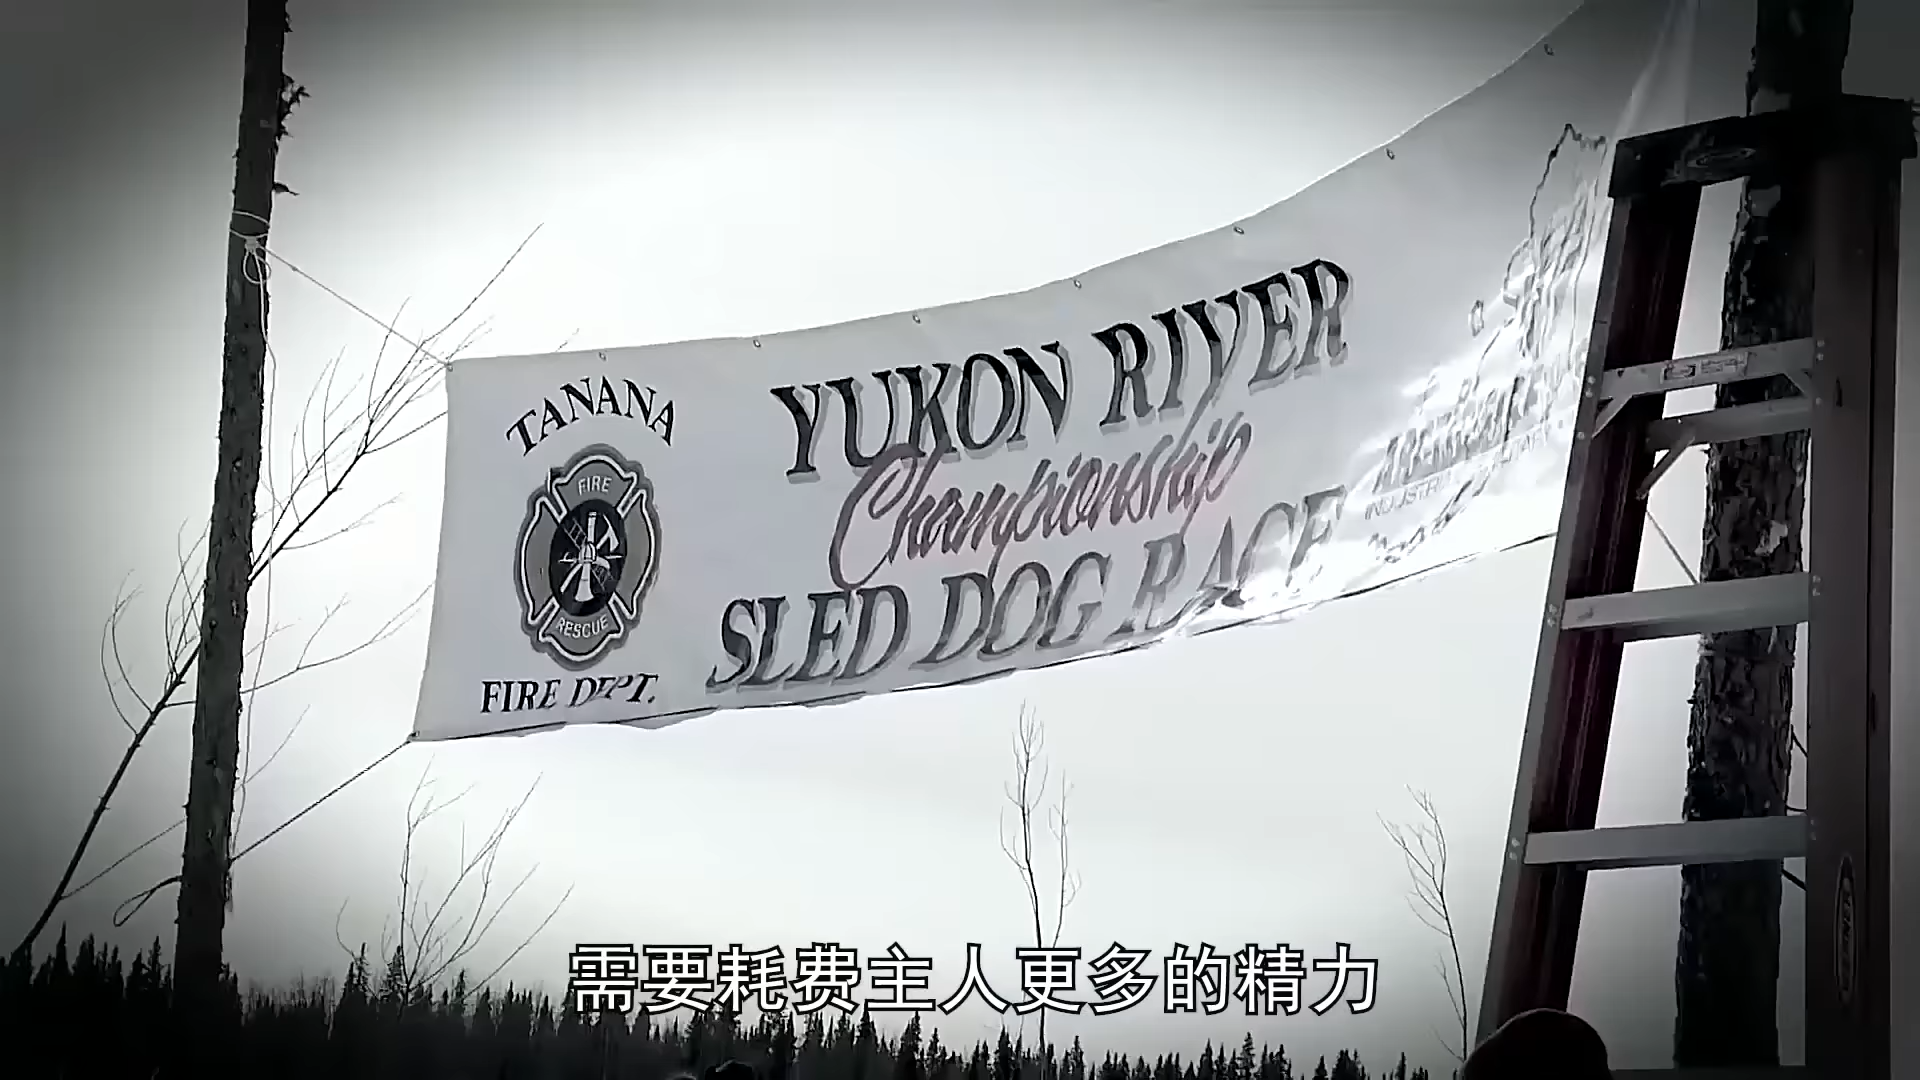 TANANA
FIRE
RESCUE
FIRE DEPT.
YUKON RIVER
Championship
SLED DOG RACE
需要耗费主人更多的精力